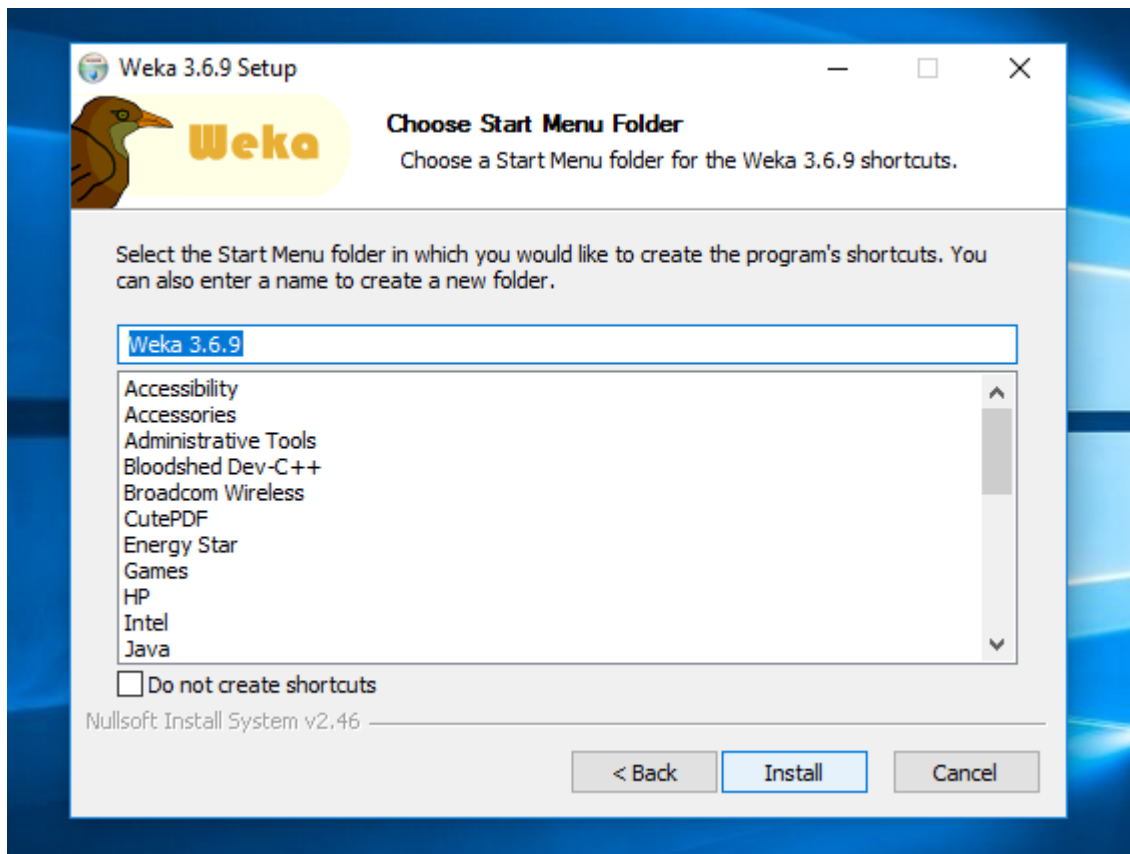 Weka 3.6.9 Setup
Weka
Choose Start Menu Folder
Choose a Start Menu folder for the Weka 3.6.9 shortcuts.
Select the Start Menu folder in which you would like to create the program's shortcuts. You
can also enter a name to create a new folder.
Weka 3.6.9
Accessibility
Accessories
Administrative Tools
Bloodshed Dev-C++
Broadcom Wireless
CutePDF
Energy Star
Games
HP
Intel
Java
Do not create shortcuts
Nullsoft Install System v2.46
< Back Install Cancel